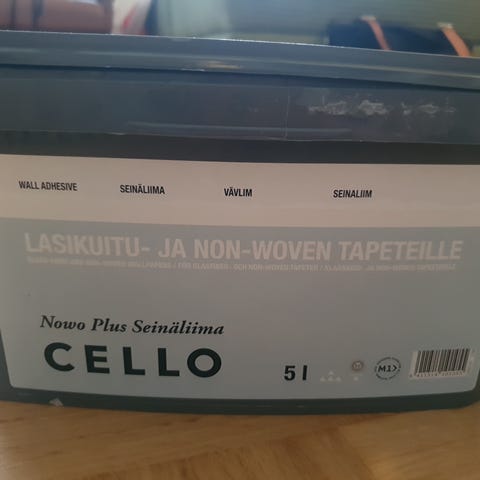 WALL ADHESIVE SEINÄLIIMA VÄVLIM SEINALIIM
LASIKUITU- JA NON-WOVEN TAPETEILLE
Nowo Plus Seinäliima
CELLO
5 l
M1